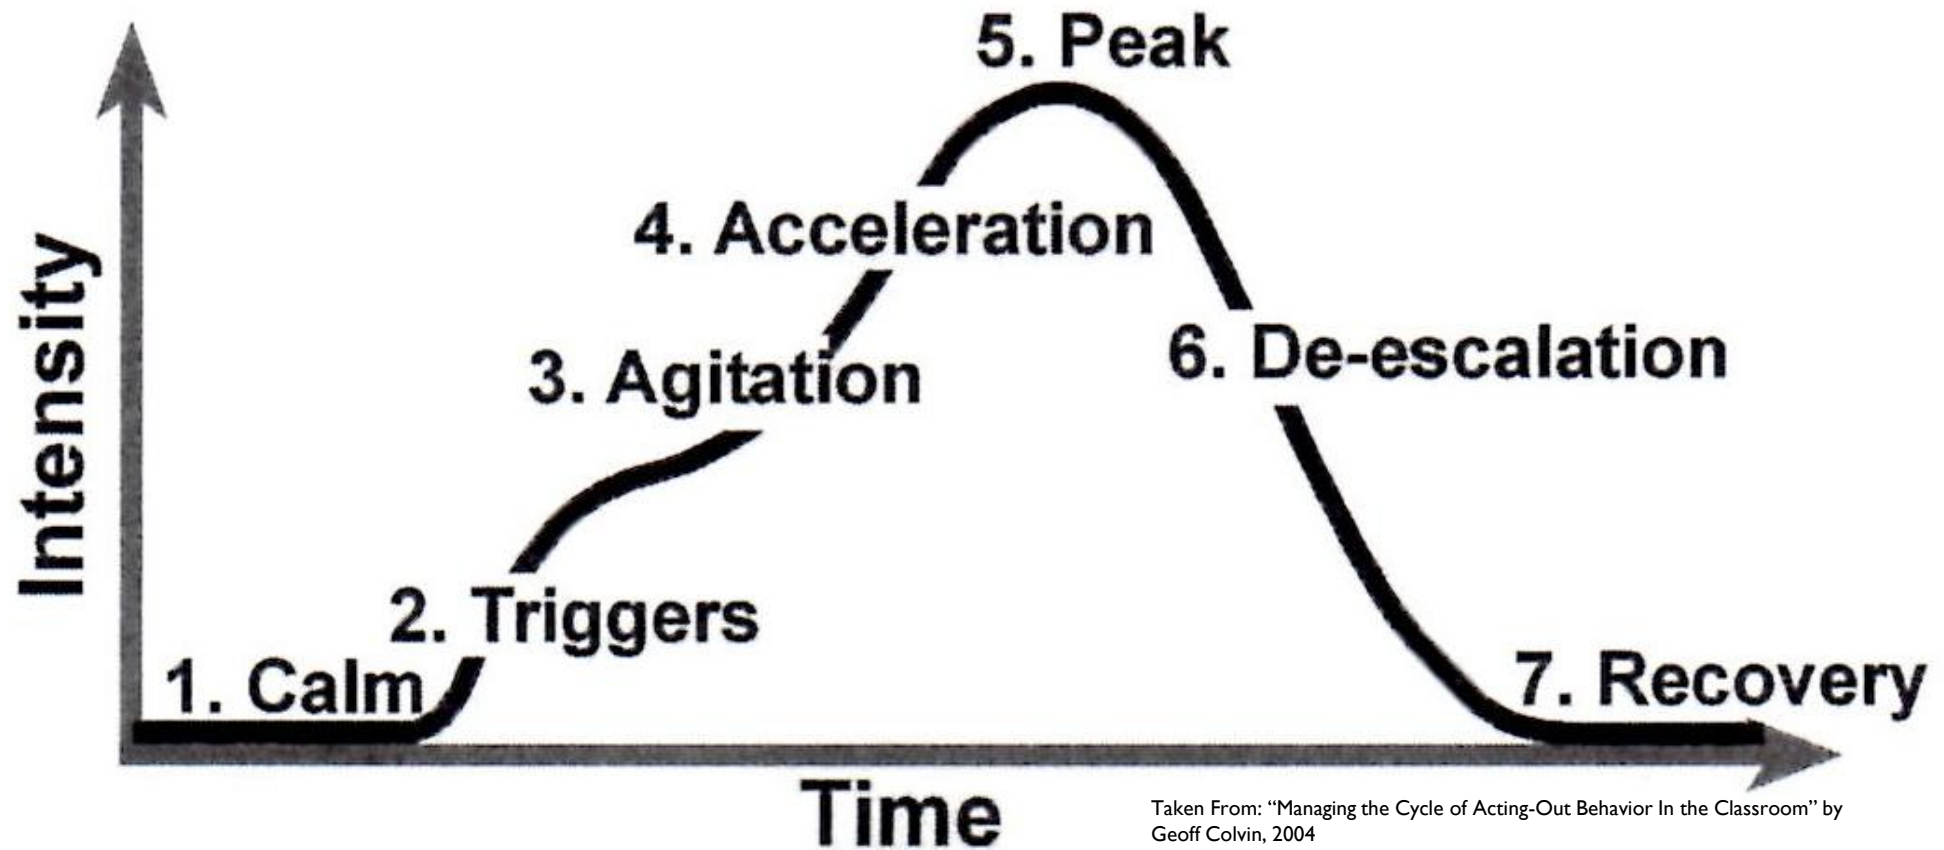 5. Peak
4. Acceleration
3. Agitation
6. De-escalation
2. Triggers
1. Calm
7. Recovery
Intensity
Time
Taken From: “Managing the Cycle of Acting-Out Behavior In the Classroom” by
Geoff Colvin, 2004